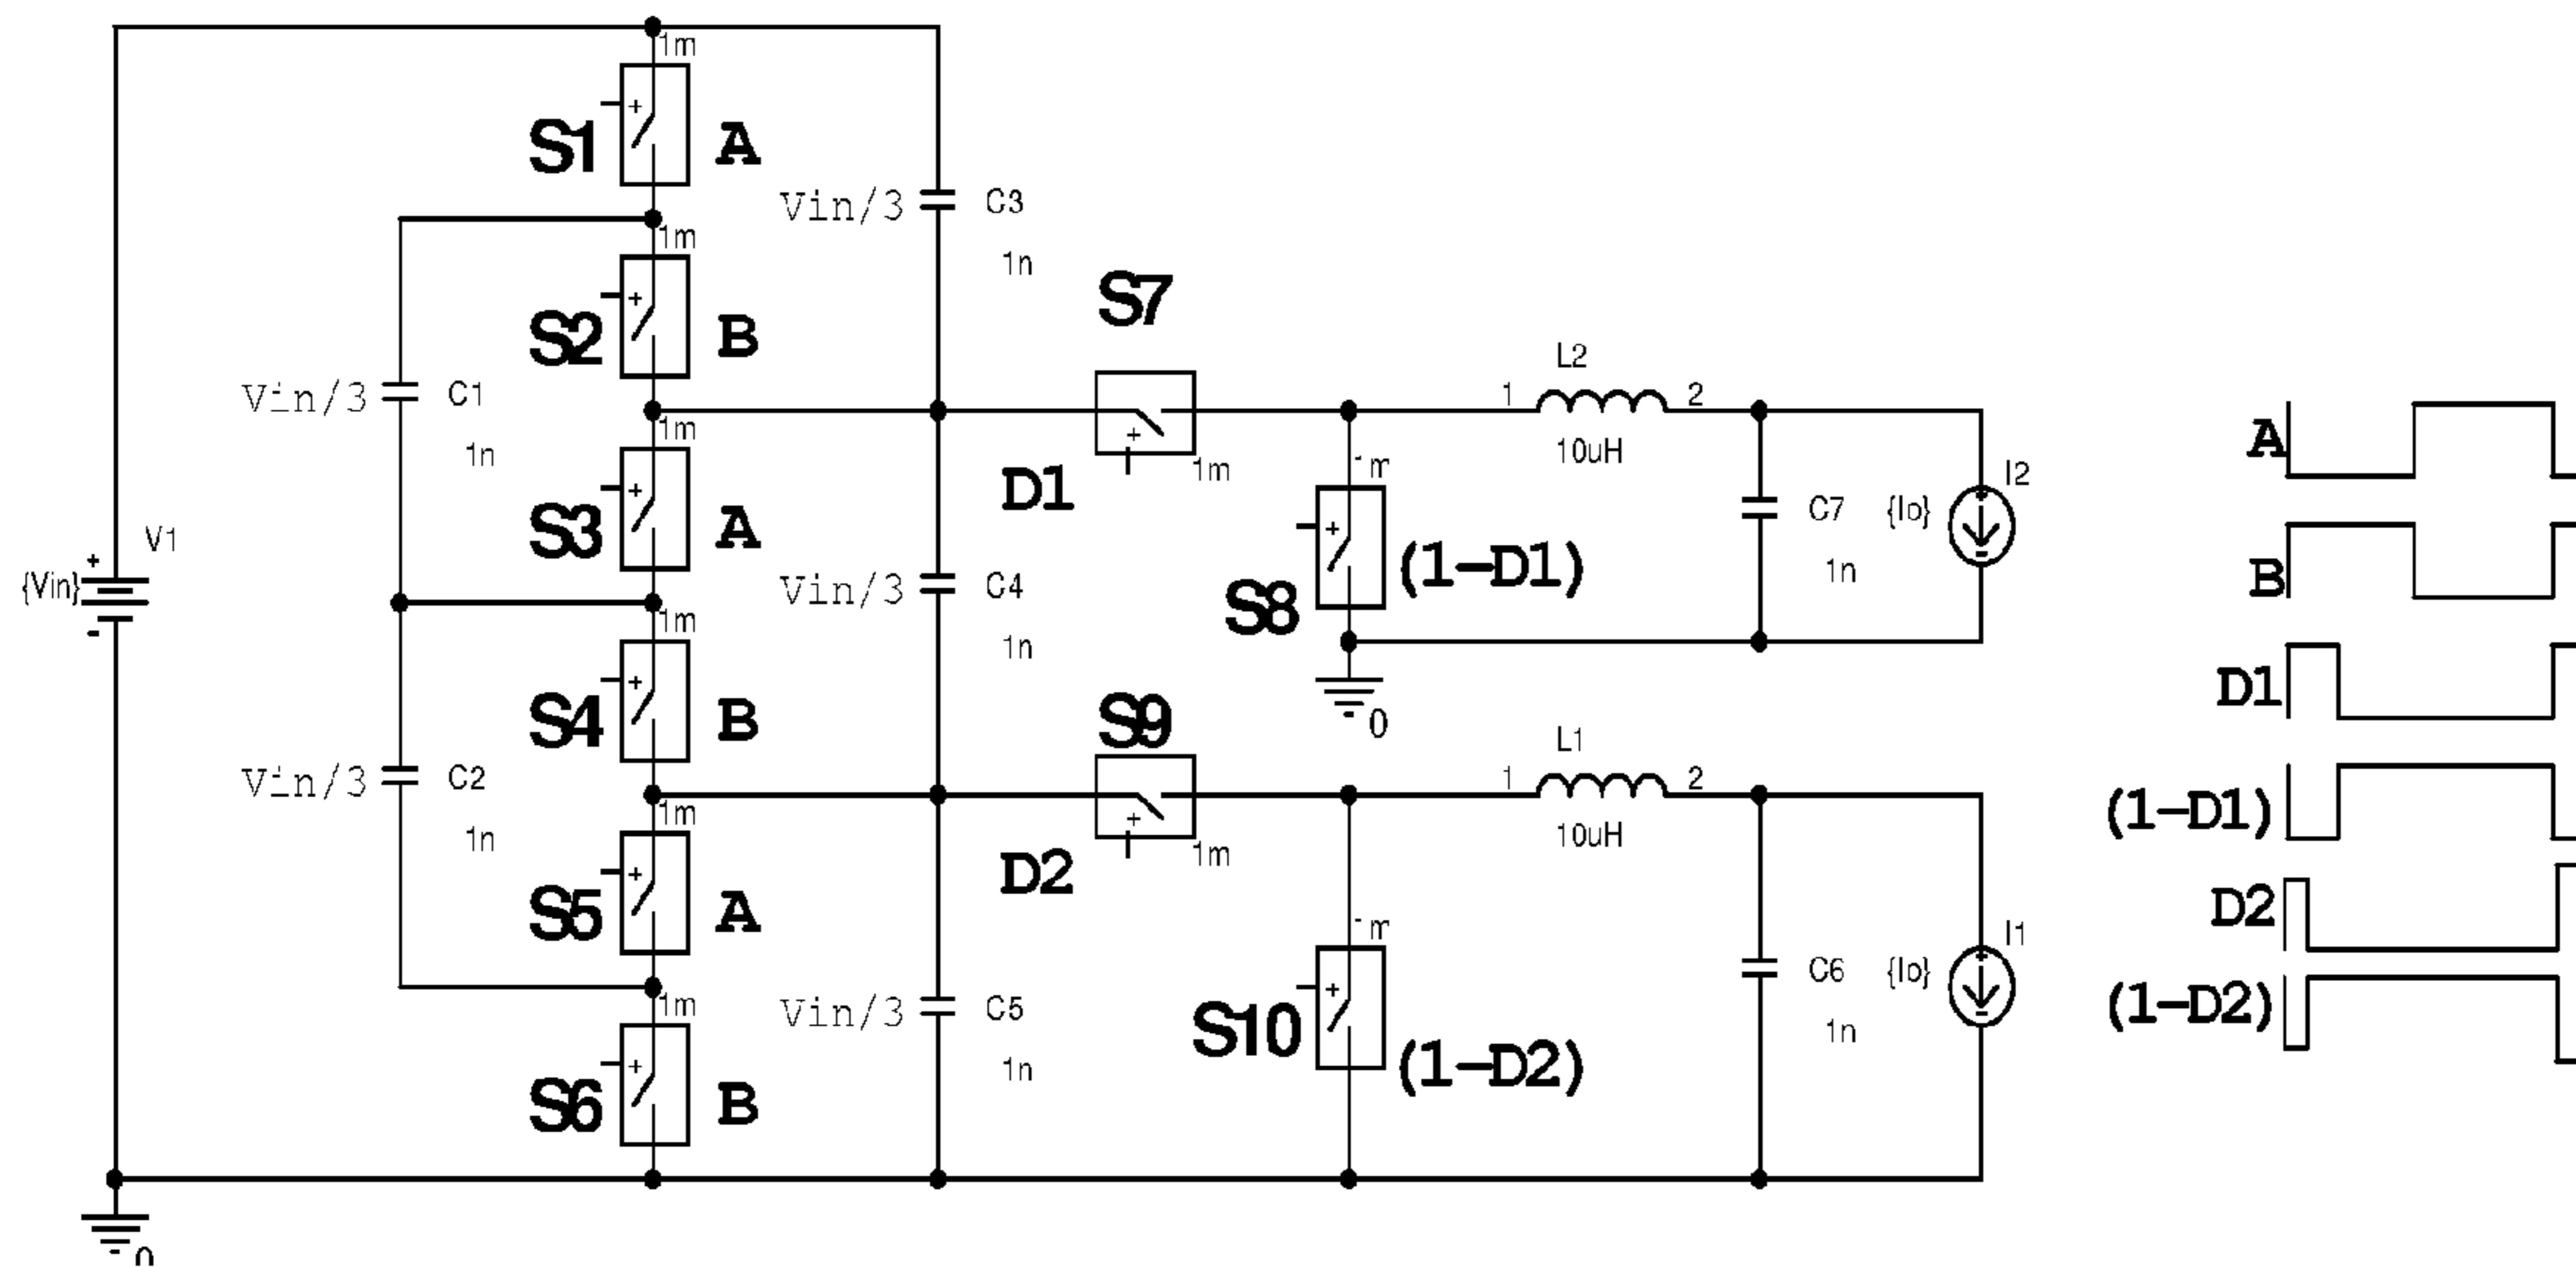 1m
S1
A
1m
S2
B
Vin/3
C3
1n
S7
1m
D1
Vin/3
C1
1n
1m
S3
A
Vin/3
C4
1n
1m
S8
(1-D1)
1
L2
2
10uH
C7
1n
{Io}
I2
0
V1
+
{Vin}
-
1m
S4
B
Vin/3
C2
1n
S9
1m
D2
1m
S5
A
Vin/3
C5
1n
1m
S6
B
1m
S10
(1-D2)
1
L1
2
10uH
C6
1n
{Io}
I1
0
A
B
D1
(1-D1)
D2
(1-D2)